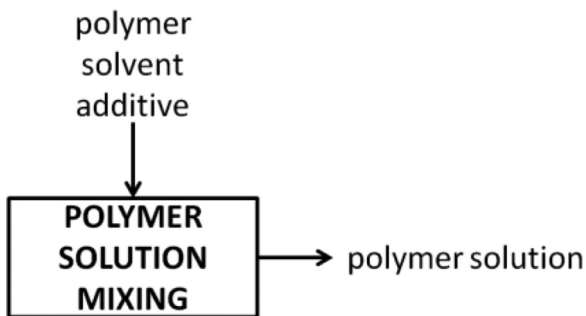 polymer
solvent
additive
POLYMER
SOLUTION
MIXING
polymer solution